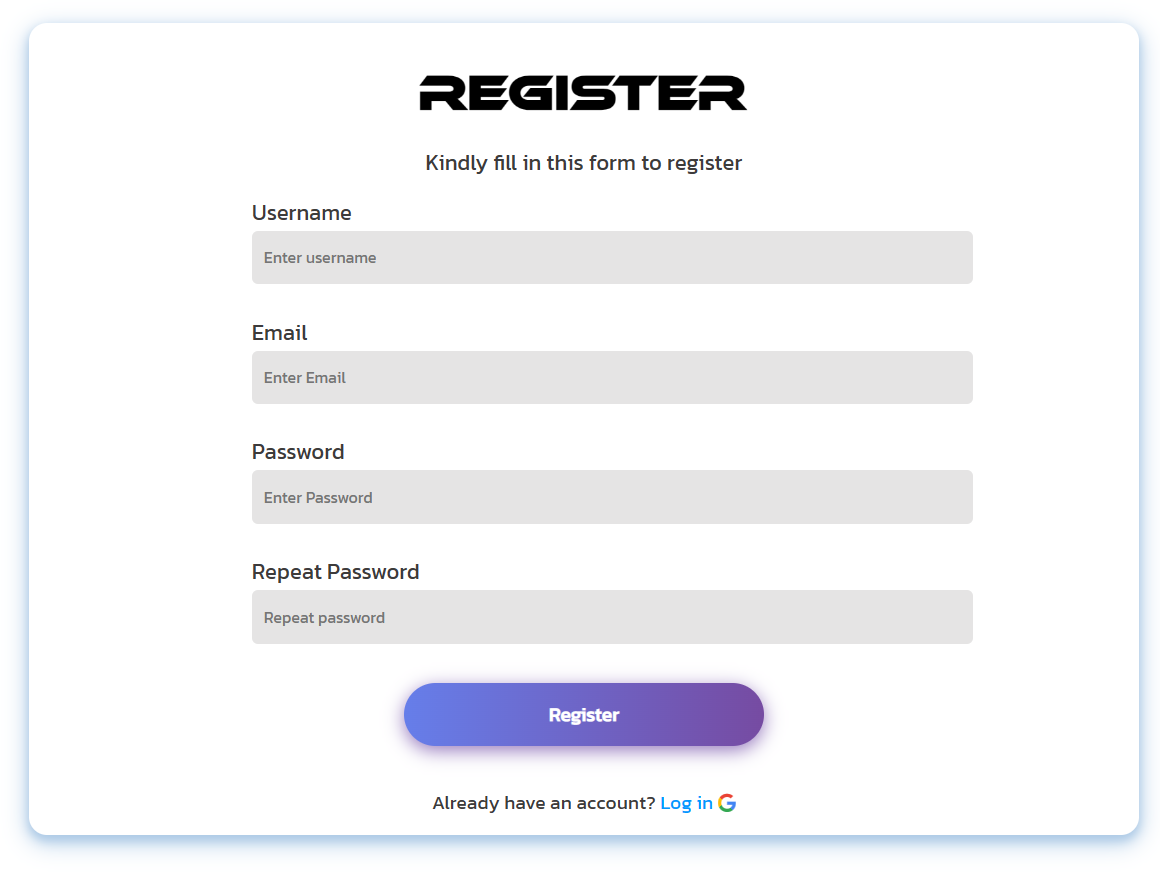 REGISTER
Kindly fill in this form to register
Username
Enter username
Email
Enter Email
Password
Enter Password
Repeat Password
Repeat password
Register
Already have an account? Log in G